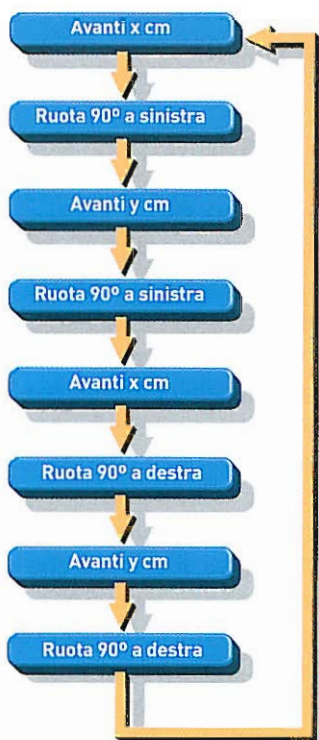 Avanti x cm
Ruota 90° a sinistra
Avanti y cm
Ruota 90° a sinistra
Avanti x cm
Ruota 90° a destra
Avanti y cm
Ruota 90° a destra